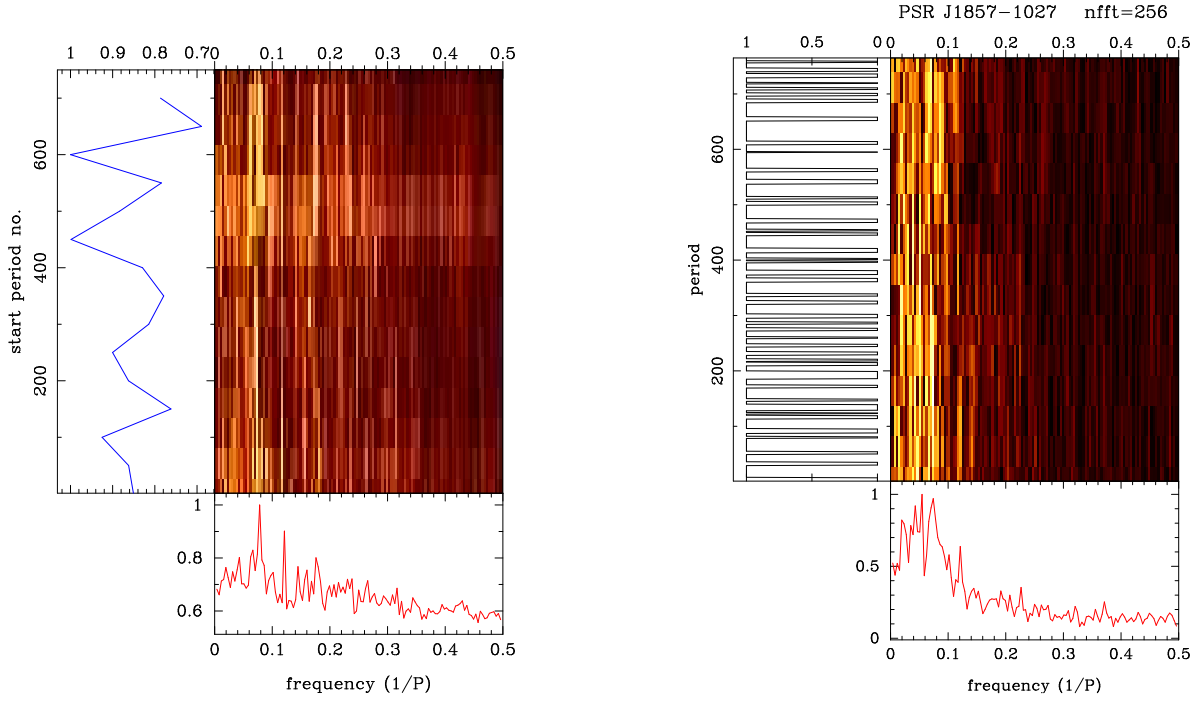 PSR J1857−1027 nfft=256
1 0.9 0.8 0.7 0 0.1 0.2 0.3 0.4 0.5
1 0.5 0 0 0.1 0.2 0.3 0.4 0.5
start period no.
600
400
200
period
600
400
200
1
0.8
0.6
0 0.1 0.2 0.3 0.4 0.5
frequency (1/P)
1
0.5
0
0 0.1 0.2 0.3 0.4 0.5
frequency (1/P)